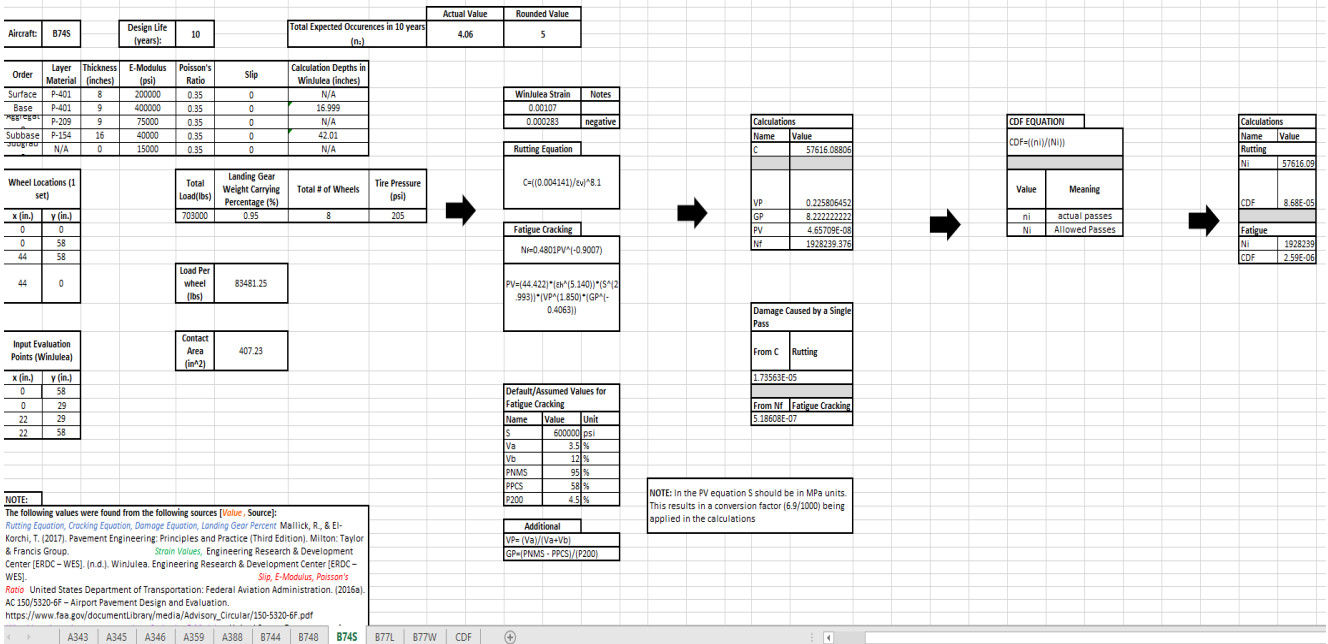 Actual Value Rounded Value
Aircraft: B74S Design Life (years): 10 Total Expected Occurences in 10 years (n₁) 4.06 5
Order Layer Material Thickness (inches) E-Modulus (psi) Poisson's Ratio Slip Calculation Depths in WinJulea (inches)
Surface P-401 8 200000 0.35 0 N/A
Base P-401 9 400000 0.35 0 16.999
P-209 9 75000 0.35 0 N/A
Subbase P-154 16 40000 0.35 0 42.01
N/A 0 15000 0.35 0 N/A
Wheel Locations (1 set)
x (in.) y (in.)
0 0
0 58
44 58
44 0
Total Load(lbs) Landing Gear Weight Carrying Percentage (%) Total # of Wheels Tire Pressure (psi)
703000 0.95 8 205
Load Per wheel (lbs) 83481.25
Contact Area (in^2) 407.23
Input Evaluation Points (WinJulea)
x (in.) y (in.)
0 58
0 29
22 29
22 58
WinJulea Strain Notes
0.00107
0.000283 negative
Rutting Equation
C=((0.004141)/εv)^8.1
Fatigue Cracking
Nf=0.4801PV^(-0.9007)
PV=(44.422)*(εh^(5.140))*(S^(2
.993))*(VP^(1.850)*(GP^(-
0.4063))
Default/Assumed Values for
Fatigue Cracking
Name Value Unit
S 600000 psi
Va 3.5 %
Vb 12 %
PNMS 95 %
PPCS 58 %
P200 4.5 %
Additional
VP= (Va)/(Va+Vb)
GP=(PNMS - PPCS)/(P200)
Calculations
Name Value
C 57616.08806
VP 0.225806452
GP 8.222222222
PV 4.65709E-08
Nf 1928239.376
Damage Caused by a Single
Pass
From C Rutting
1.73563E-05
From Nf Fatigue Cracking
5.18608E-07
NOTE: In the PV equation S should be in MPa units.
This results in a conversion factor (6.9/1000) being
applied in the calculations
CDF EQUATION
CDF=((ni)/(Ni))
Value Meaning
ni actual passes
Ni Allowed Passes
Calculations
Name Value
Rutting
Ni 57616.09
CDF 8.68E-05
Fatigue
Ni 1928239
CDF 2.59E-06
NOTE:
The following values were found from the following sources [Value , Source]:
Rutting Equation, Cracking Equation, Damage Equation, Landing Gear Percent Mallick, R., & El-
Korchi, T. (2017). Pavement Engineering: Principles and Practice (Third Edition). Milton: Taylor
& Francis Group. Strain Values, Engineering Research & Development
Center [ERDC – WES]. (n.d.). WinJulea. Engineering Research & Development Center [ERDC –
WES]. Slip, E-Modulus, Poisson's
Ratio United States Department of Transportation: Federal Aviation Administration. (2016a).
AC 150/5320-6F – Airport Pavement Design and Evaluation.
https://www.faa.gov/documentLibrary/media/Advisory_Circular/150-5320-6F.pdf
A343 A345 A346 A359 A388 B744 B748 B74S B77L B77W CDF